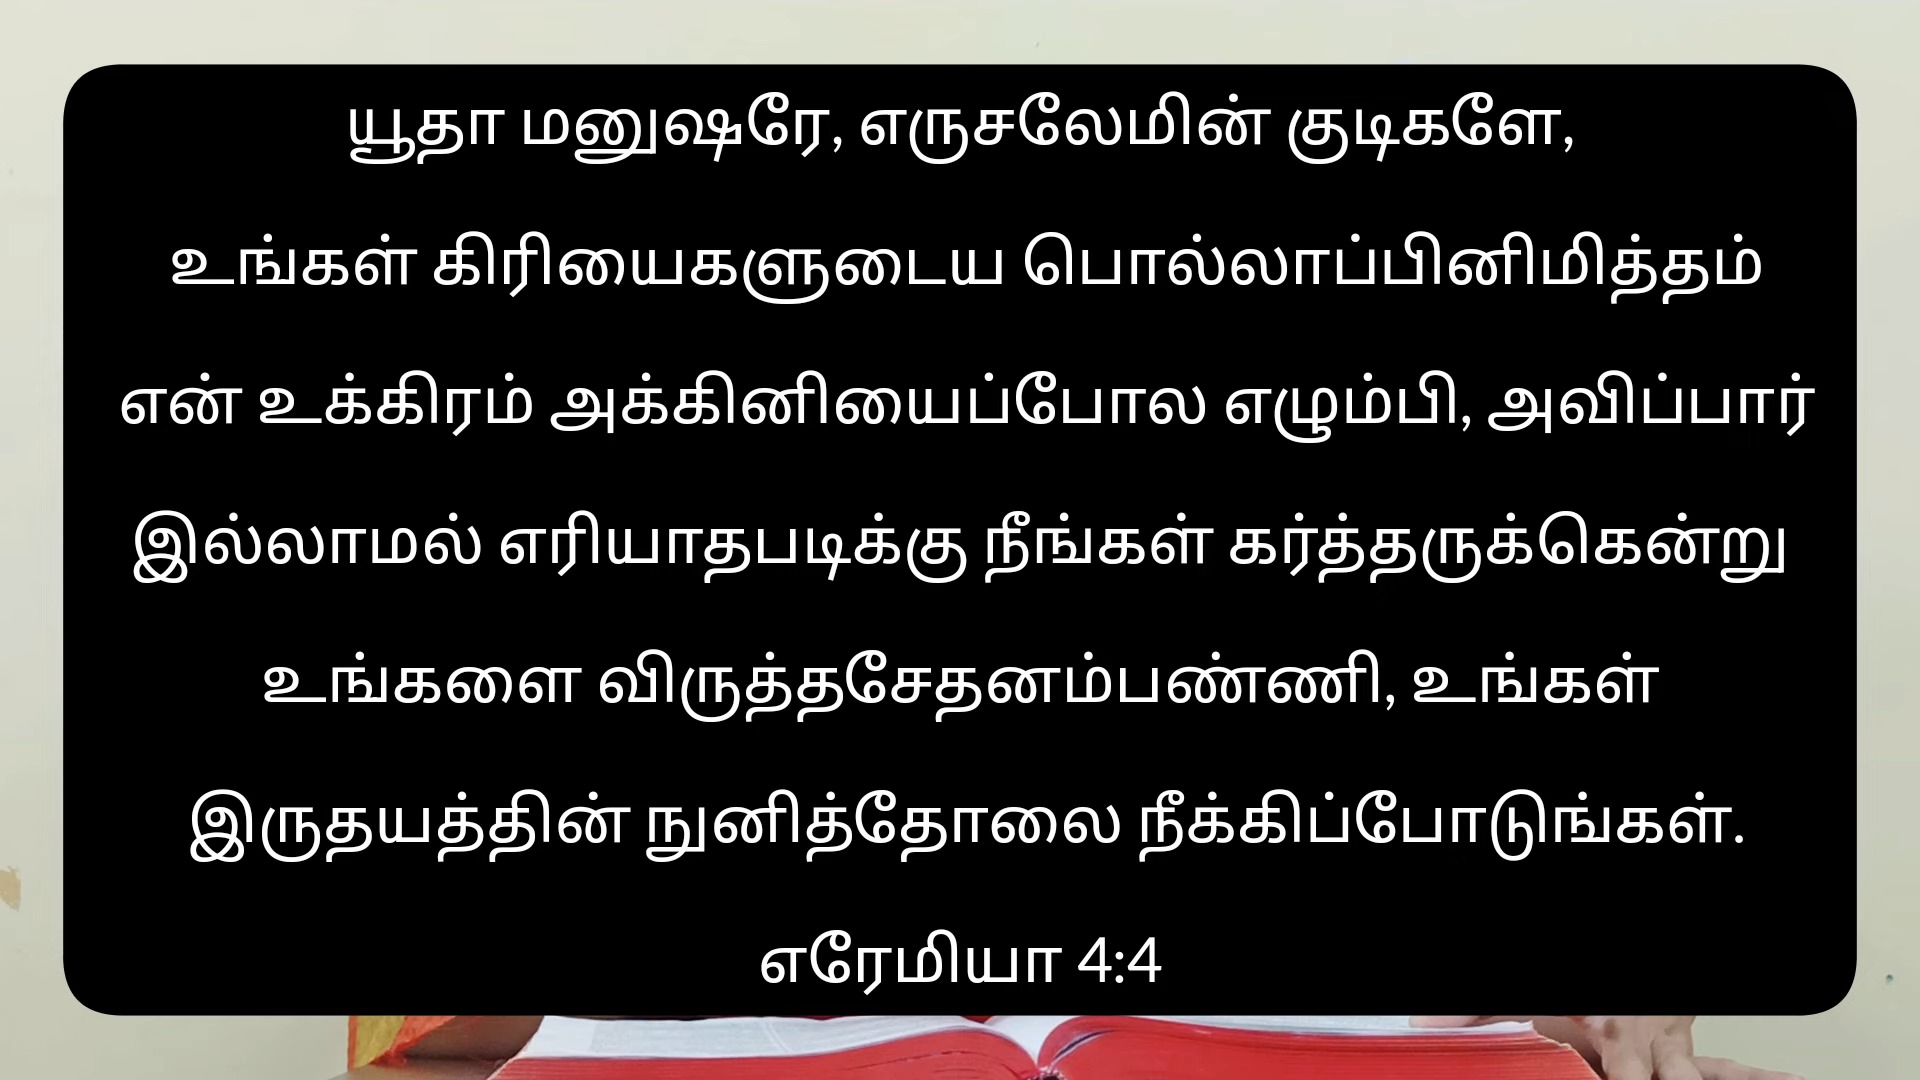 யூதா மனுஷரே, எருசலேமின் குடிகளே,
உங்கள் கிரியைகளுடைய பொல்லாப்பினிமித்தம்
என் உக்கிரம் அக்கினியைப்போல எழும்பி, அவிப்பார்
இல்லாமல் எரியாதபடிக்கு நீங்கள் கர்த்தருக்கென்று
உங்களை விருத்தசேதனம்பண்ணி, உங்கள்
இருதயத்தின் நுனித்தோலை நீக்கிப்போடுங்கள்.
எரேமியா 4:4